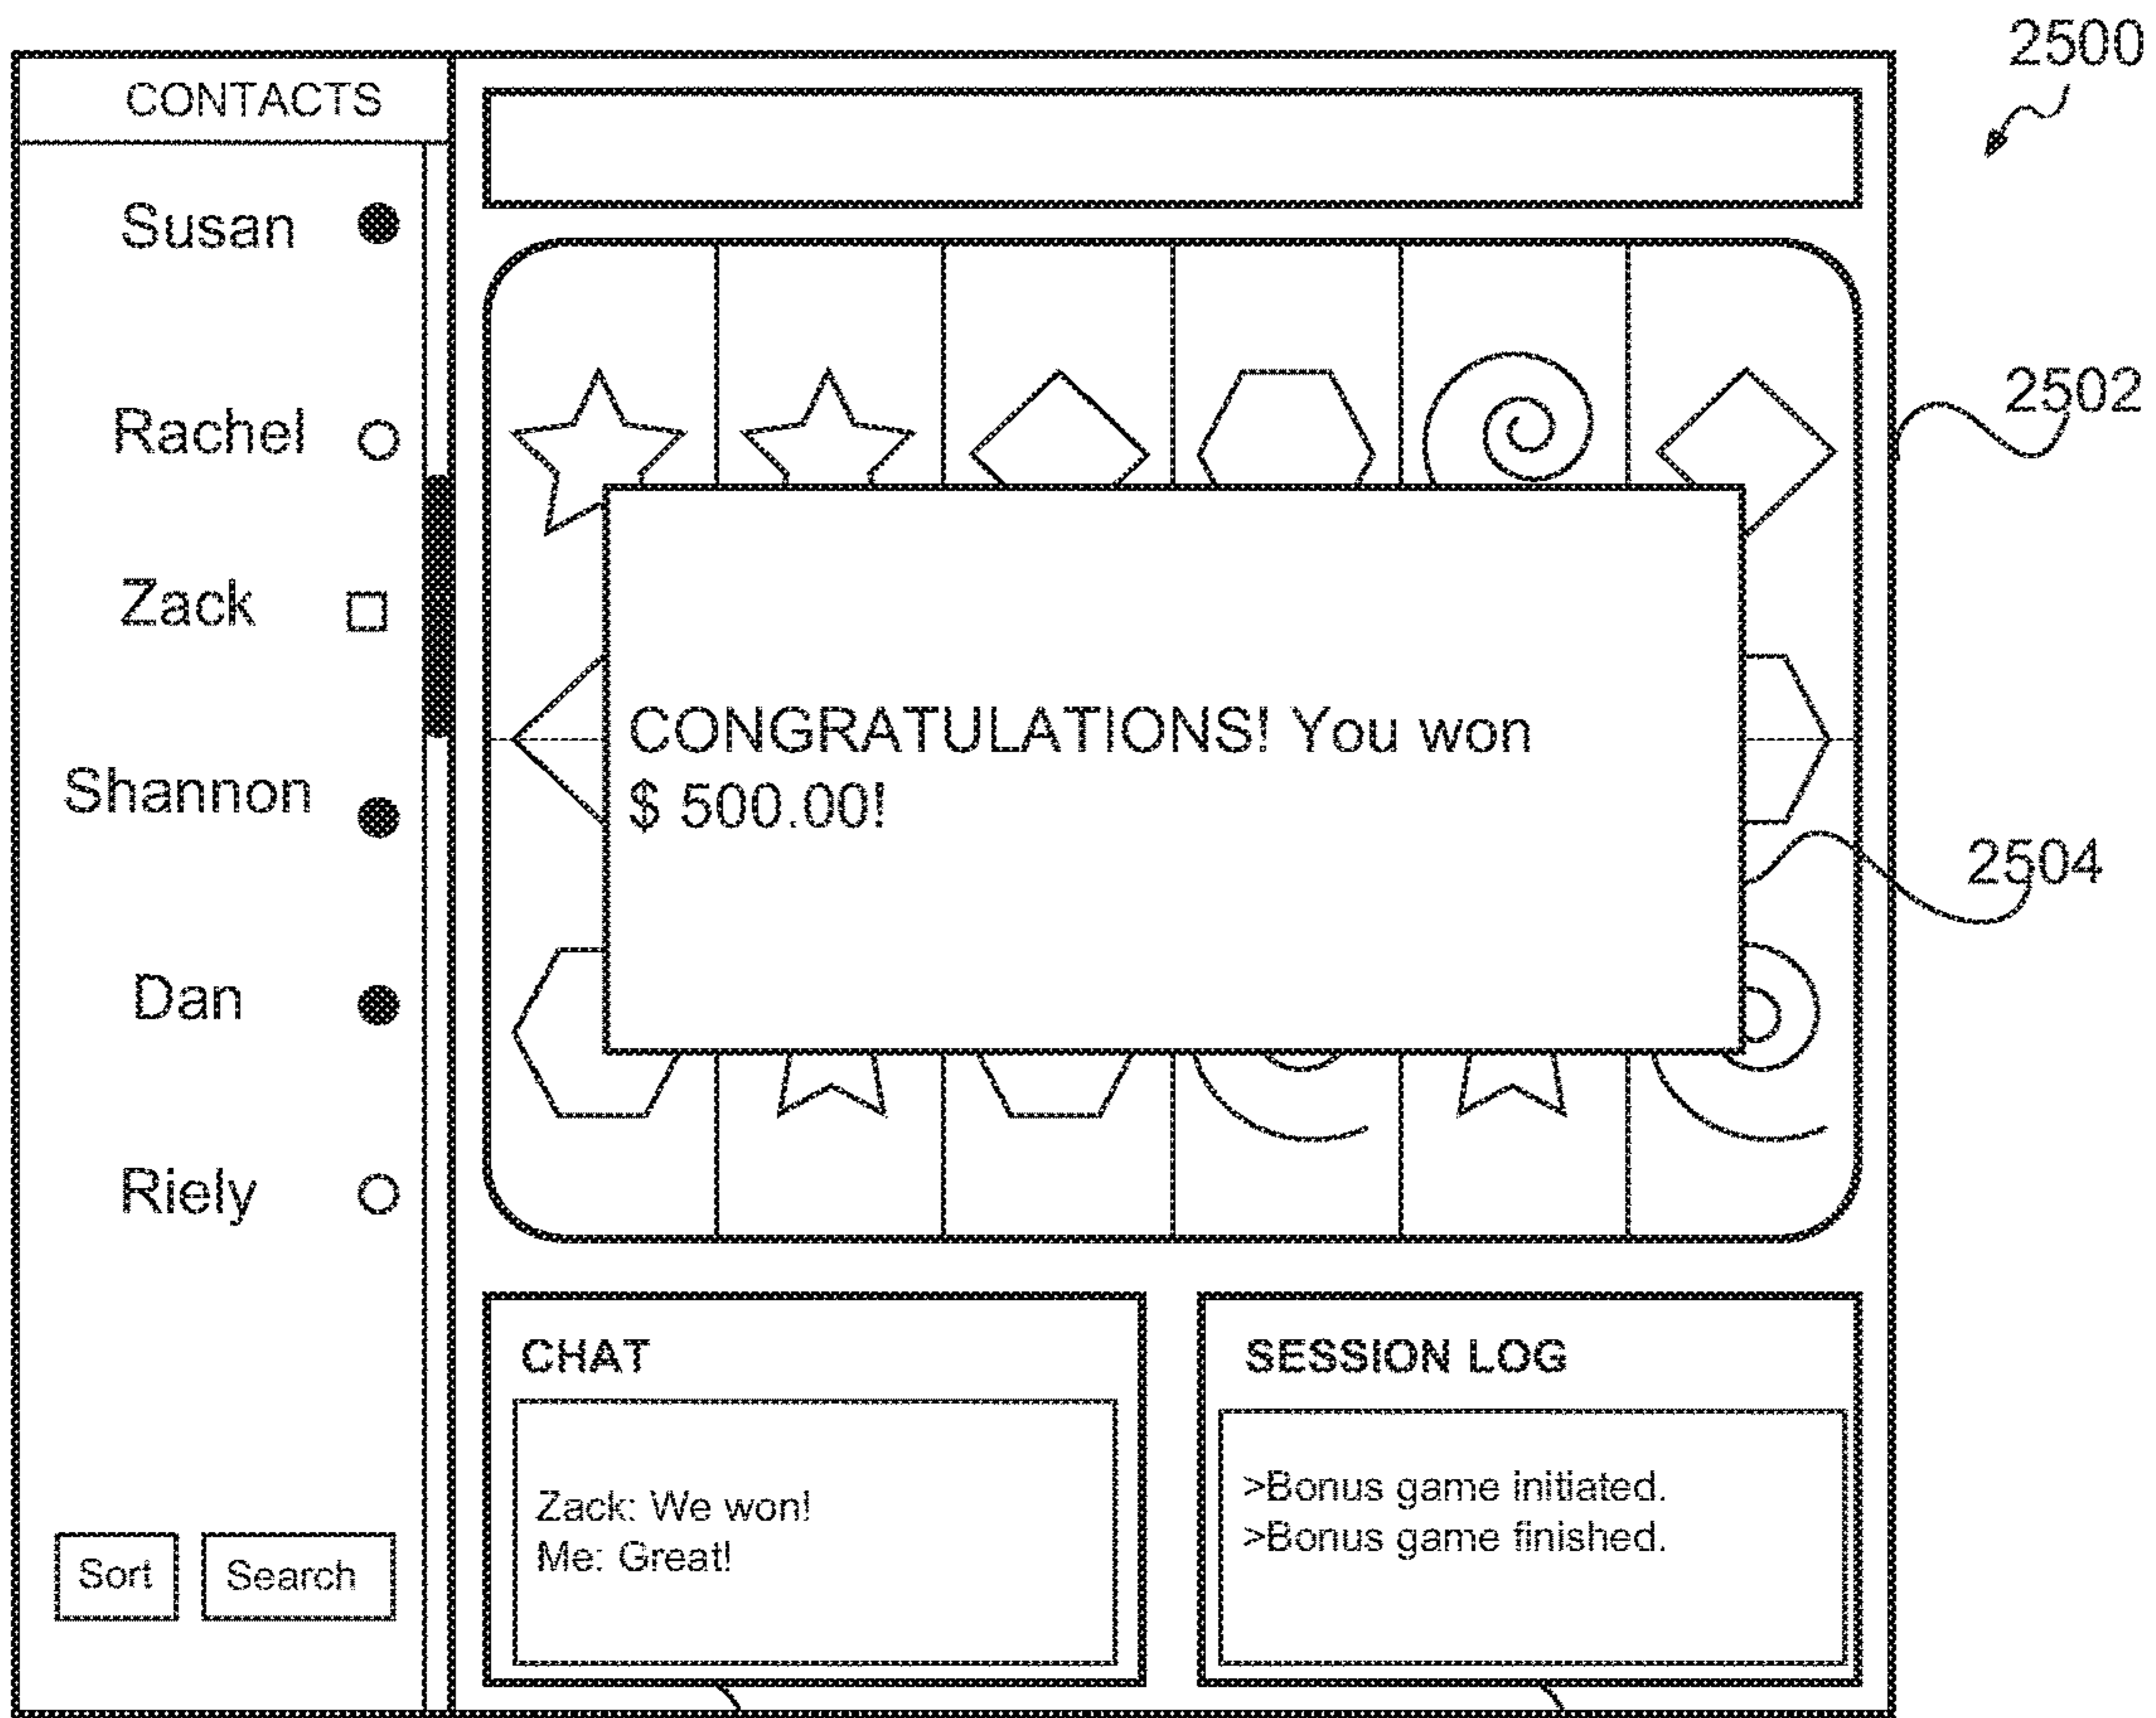 2500
CONTACTS
Susan
Rachel
Zack
Shannon
Dan
Riely
Sort
Search
2502
CONGRATULATIONS! You won
$ 500.00!
2504
CHAT
Zack: We won!
Me: Great!
SESSION LOG
>Bonus game initiated.
>Bonus game finished.